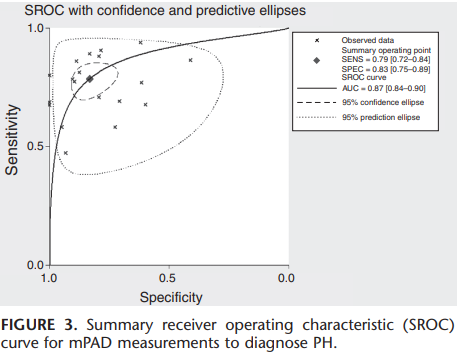 SROC with confidence and predictive ellipses
1.0
0.5
0.0
Sensitivity
1.0
0.5
0.0
Specificity
Observed data
Summary operating point
SENS = 0.79 [0.72–0.84]
SPEC = 0.83 [0.75–0.89]
SROC curve
AUC = 0.87 [0.84–0.90]
95% confidence ellipse
95% prediction ellipse
FIGURE 3. Summary receiver operating characteristic (SROC)
curve for mPAD measurements to diagnose PH.